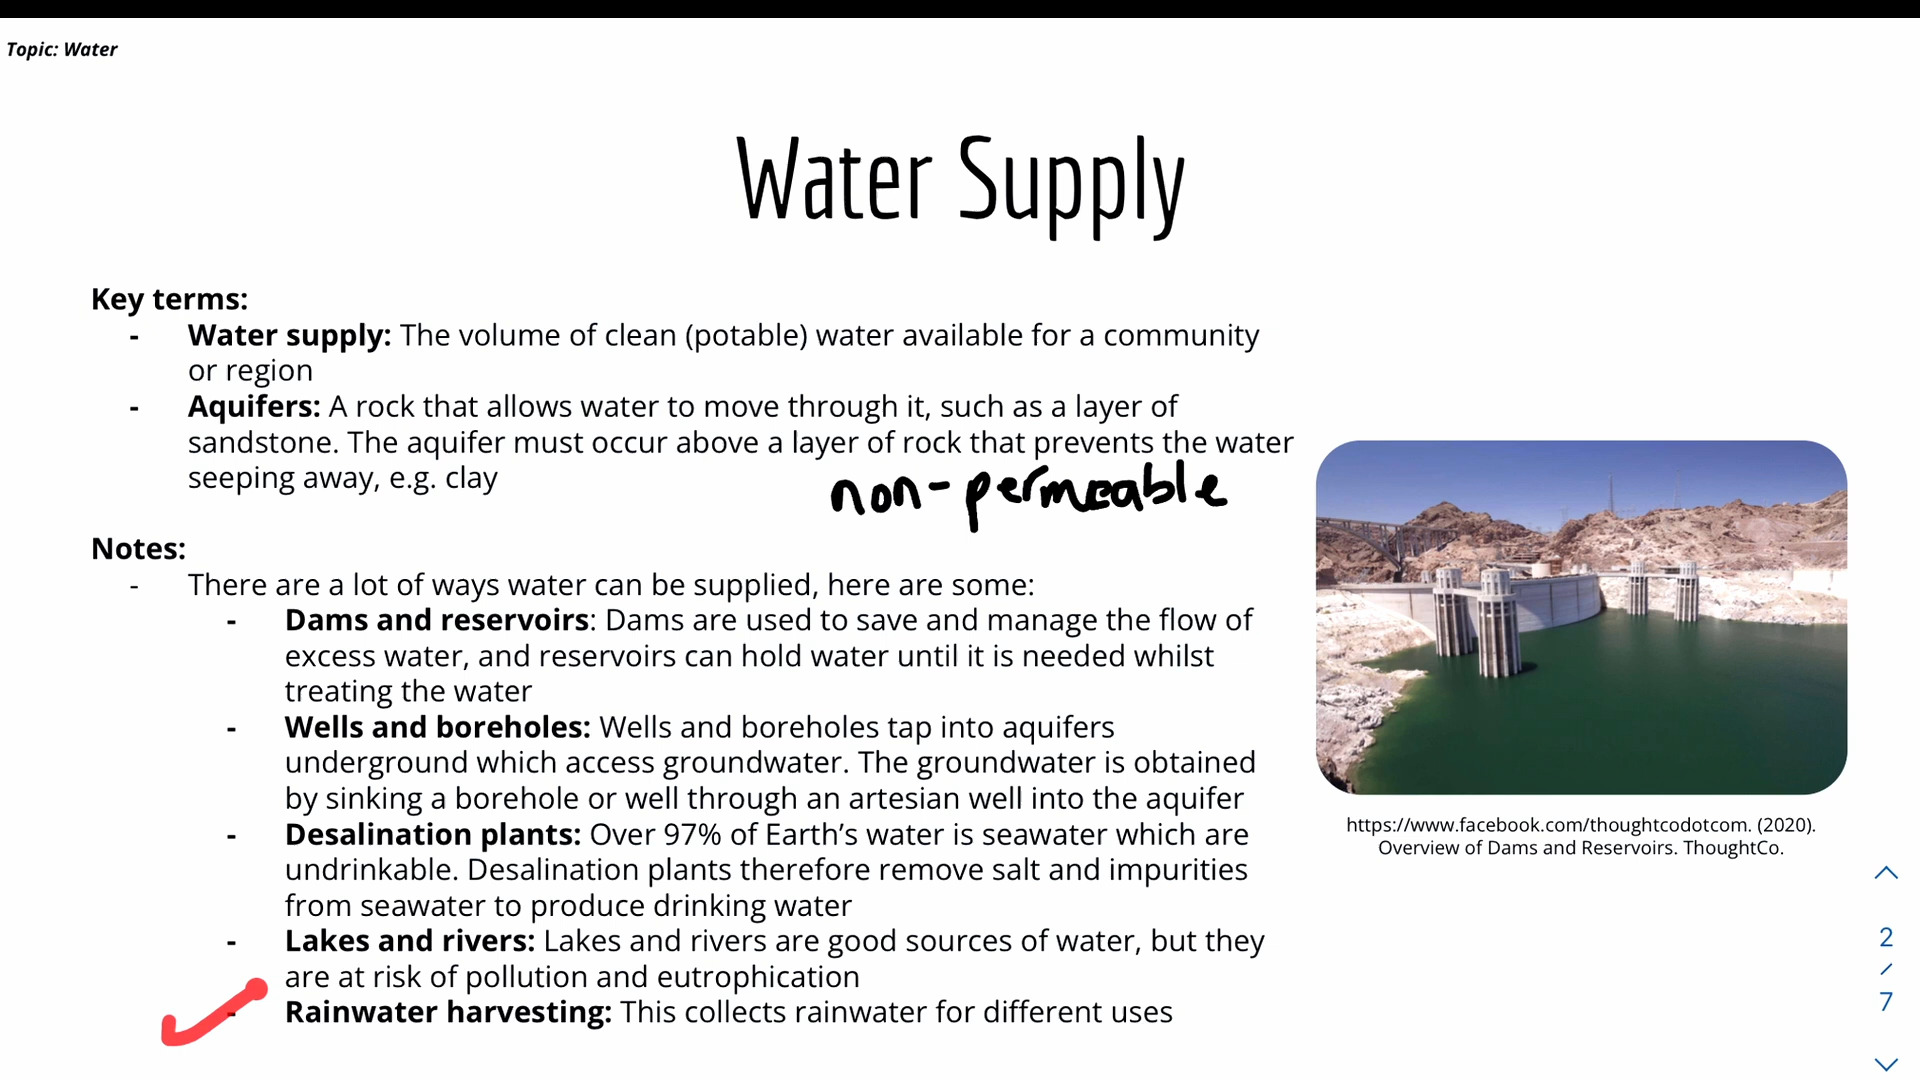 Topic: Water
Water Supply
Key terms:
- Water supply: The volume of clean (potable) water available for a community
or region
- Aquifers: A rock that allows water to move through it, such as a layer of
sandstone. The aquifer must occur above a layer of rock that prevents the water
seeping away, e.g. clay
non-permeable
Notes:
- There are a lot of ways water can be supplied, here are some:
- Dams and reservoirs: Dams are used to save and manage the flow of
excess water, and reservoirs can hold water until it is needed whilst
treating the water
- Wells and boreholes: Wells and boreholes tap into aquifers
underground which access groundwater. The groundwater is obtained
by sinking a borehole or well through an artesian well into the aquifer
- Desalination plants: Over 97% of Earth’s water is seawater which are
undrinkable. Desalination plants therefore remove salt and impurities
from seawater to produce drinking water
- Lakes and rivers: Lakes and rivers are good sources of water, but they
are at risk of pollution and eutrophication
- Rainwater harvesting: This collects rainwater for different uses
https://www.facebook.com/thoughtcodotcom. (2020).
Overview of Dams and Reservoirs. ThoughtCo.
2
/
7